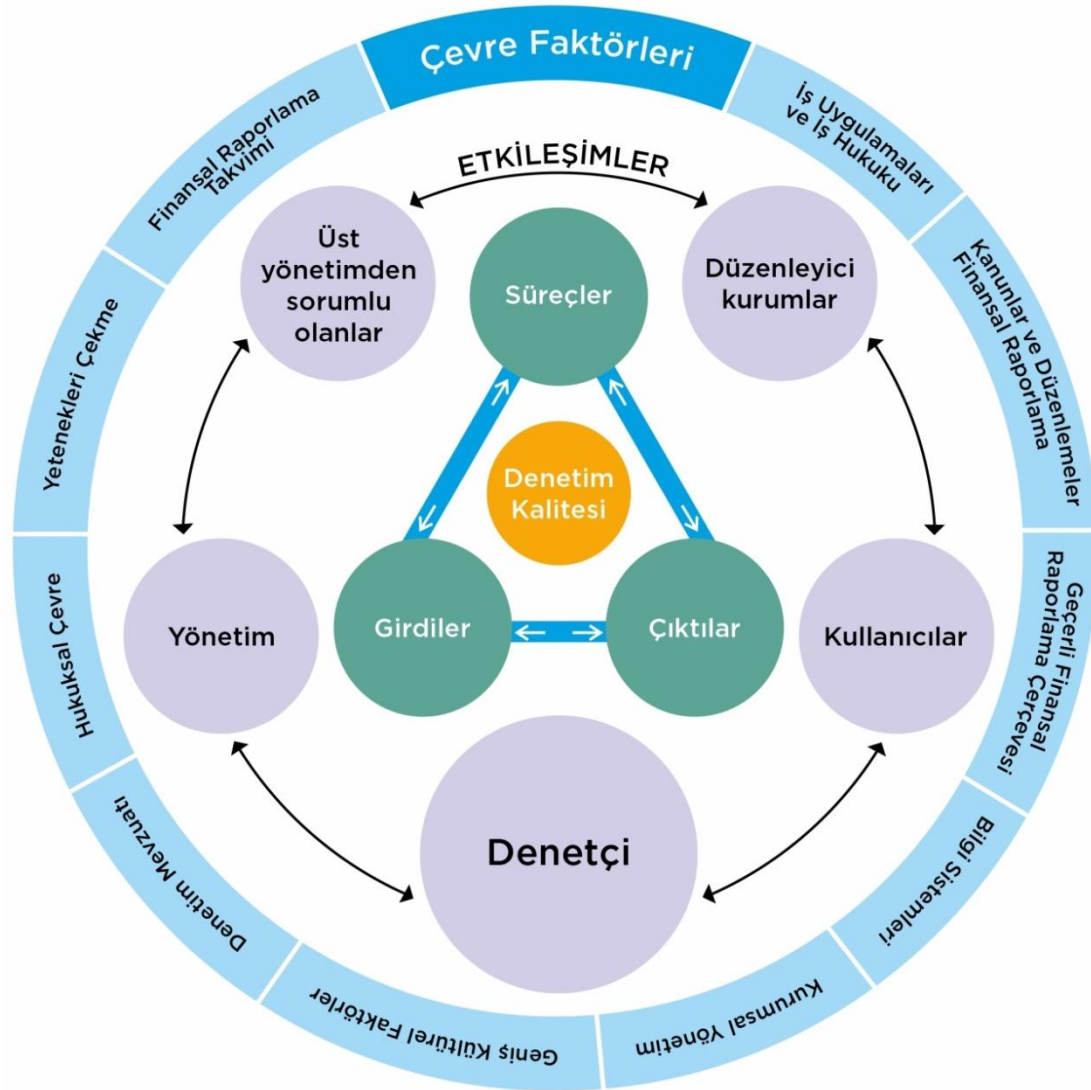 Çevre Faktörleri
İş Uygulamaları
ve İş Hukuku
Kanunlar ve Düzenlemeler
Finansal Raporlama
Geçerli Finansal
Raporlama Çerçevesi
Bilgi Sistemleri
Kurumsal Yönetim
Geniş Kültürel Faktörler
Denetim Mevzuatı
Hukuksal Çevre
Yetenekleri Çekme
Finansal Raporlama
Takvimi
ETKİLEŞİMLER
Üst
yönetimden
sorumlu
olanlar
Düzenleyici
kurumlar
Süreçler
Denetim
Kalitesi
Yönetim
Girdiler
Çıktılar
Kullanıcılar
Denetçi